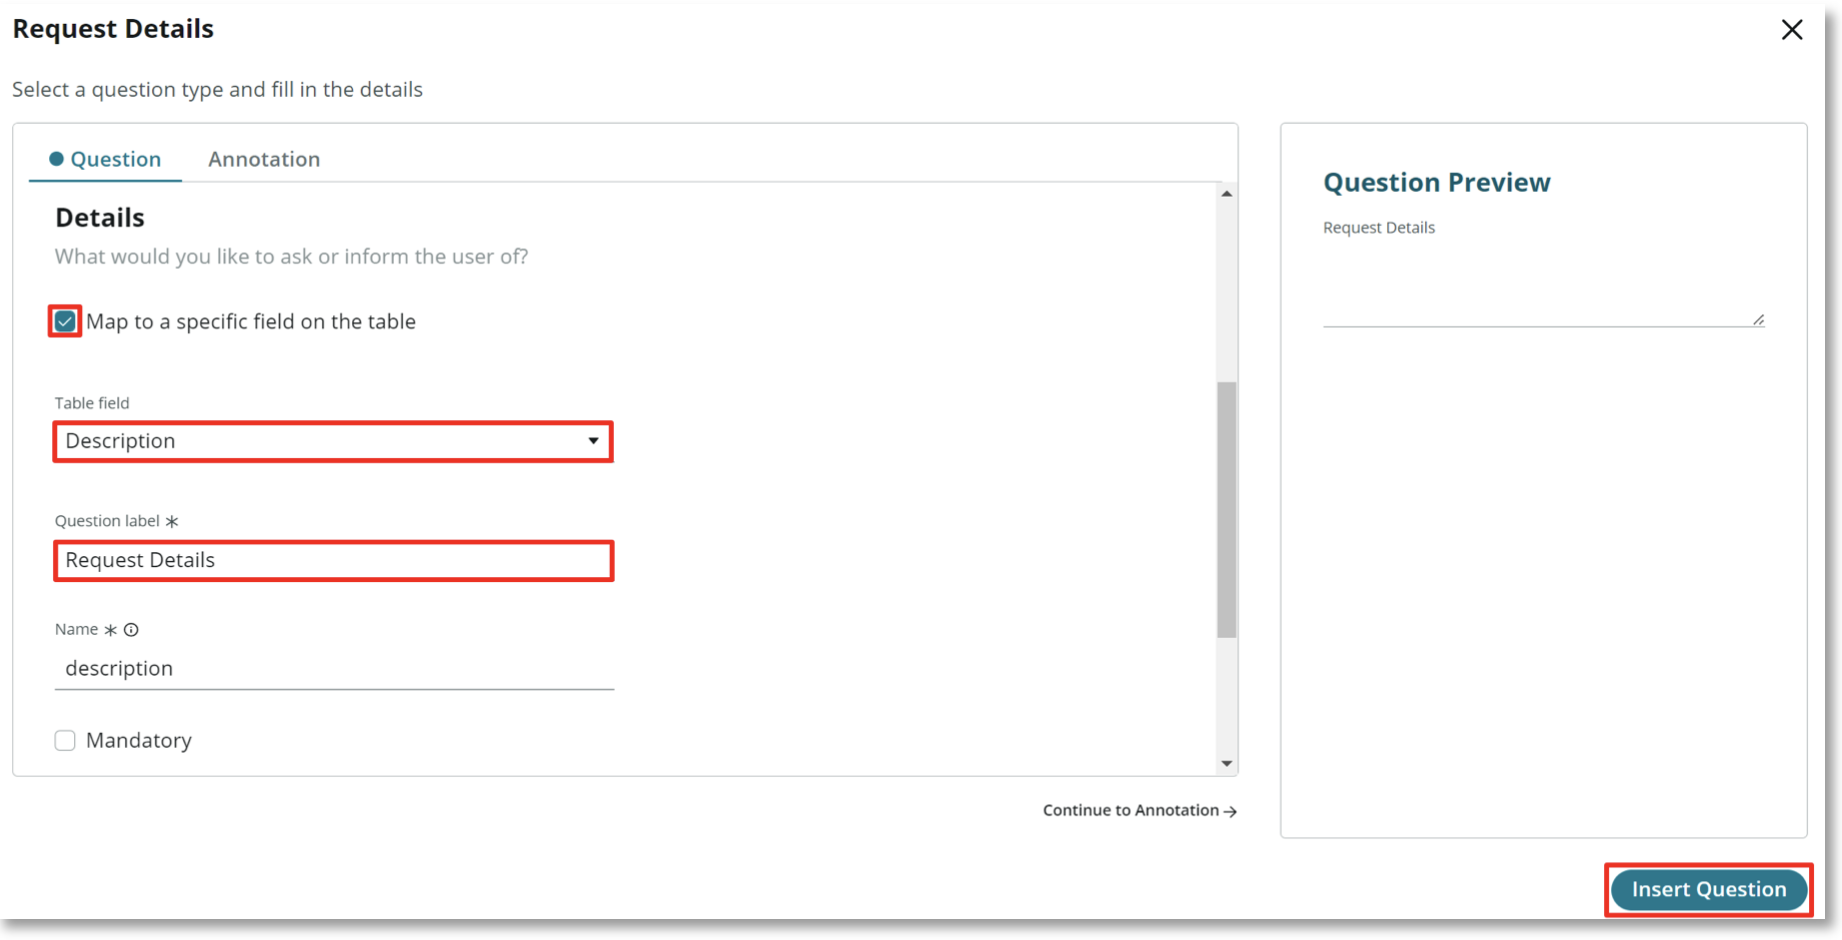 Request Details
Select a question type and fill in the details
Question Annotation
Details
What would you like to ask or inform the user of?
Map to a specific field on the table
Table field
Description
Question label *
Request Details
Name *
description
Mandatory
Continue to Annotation →
Question Preview
Request Details
Insert Question